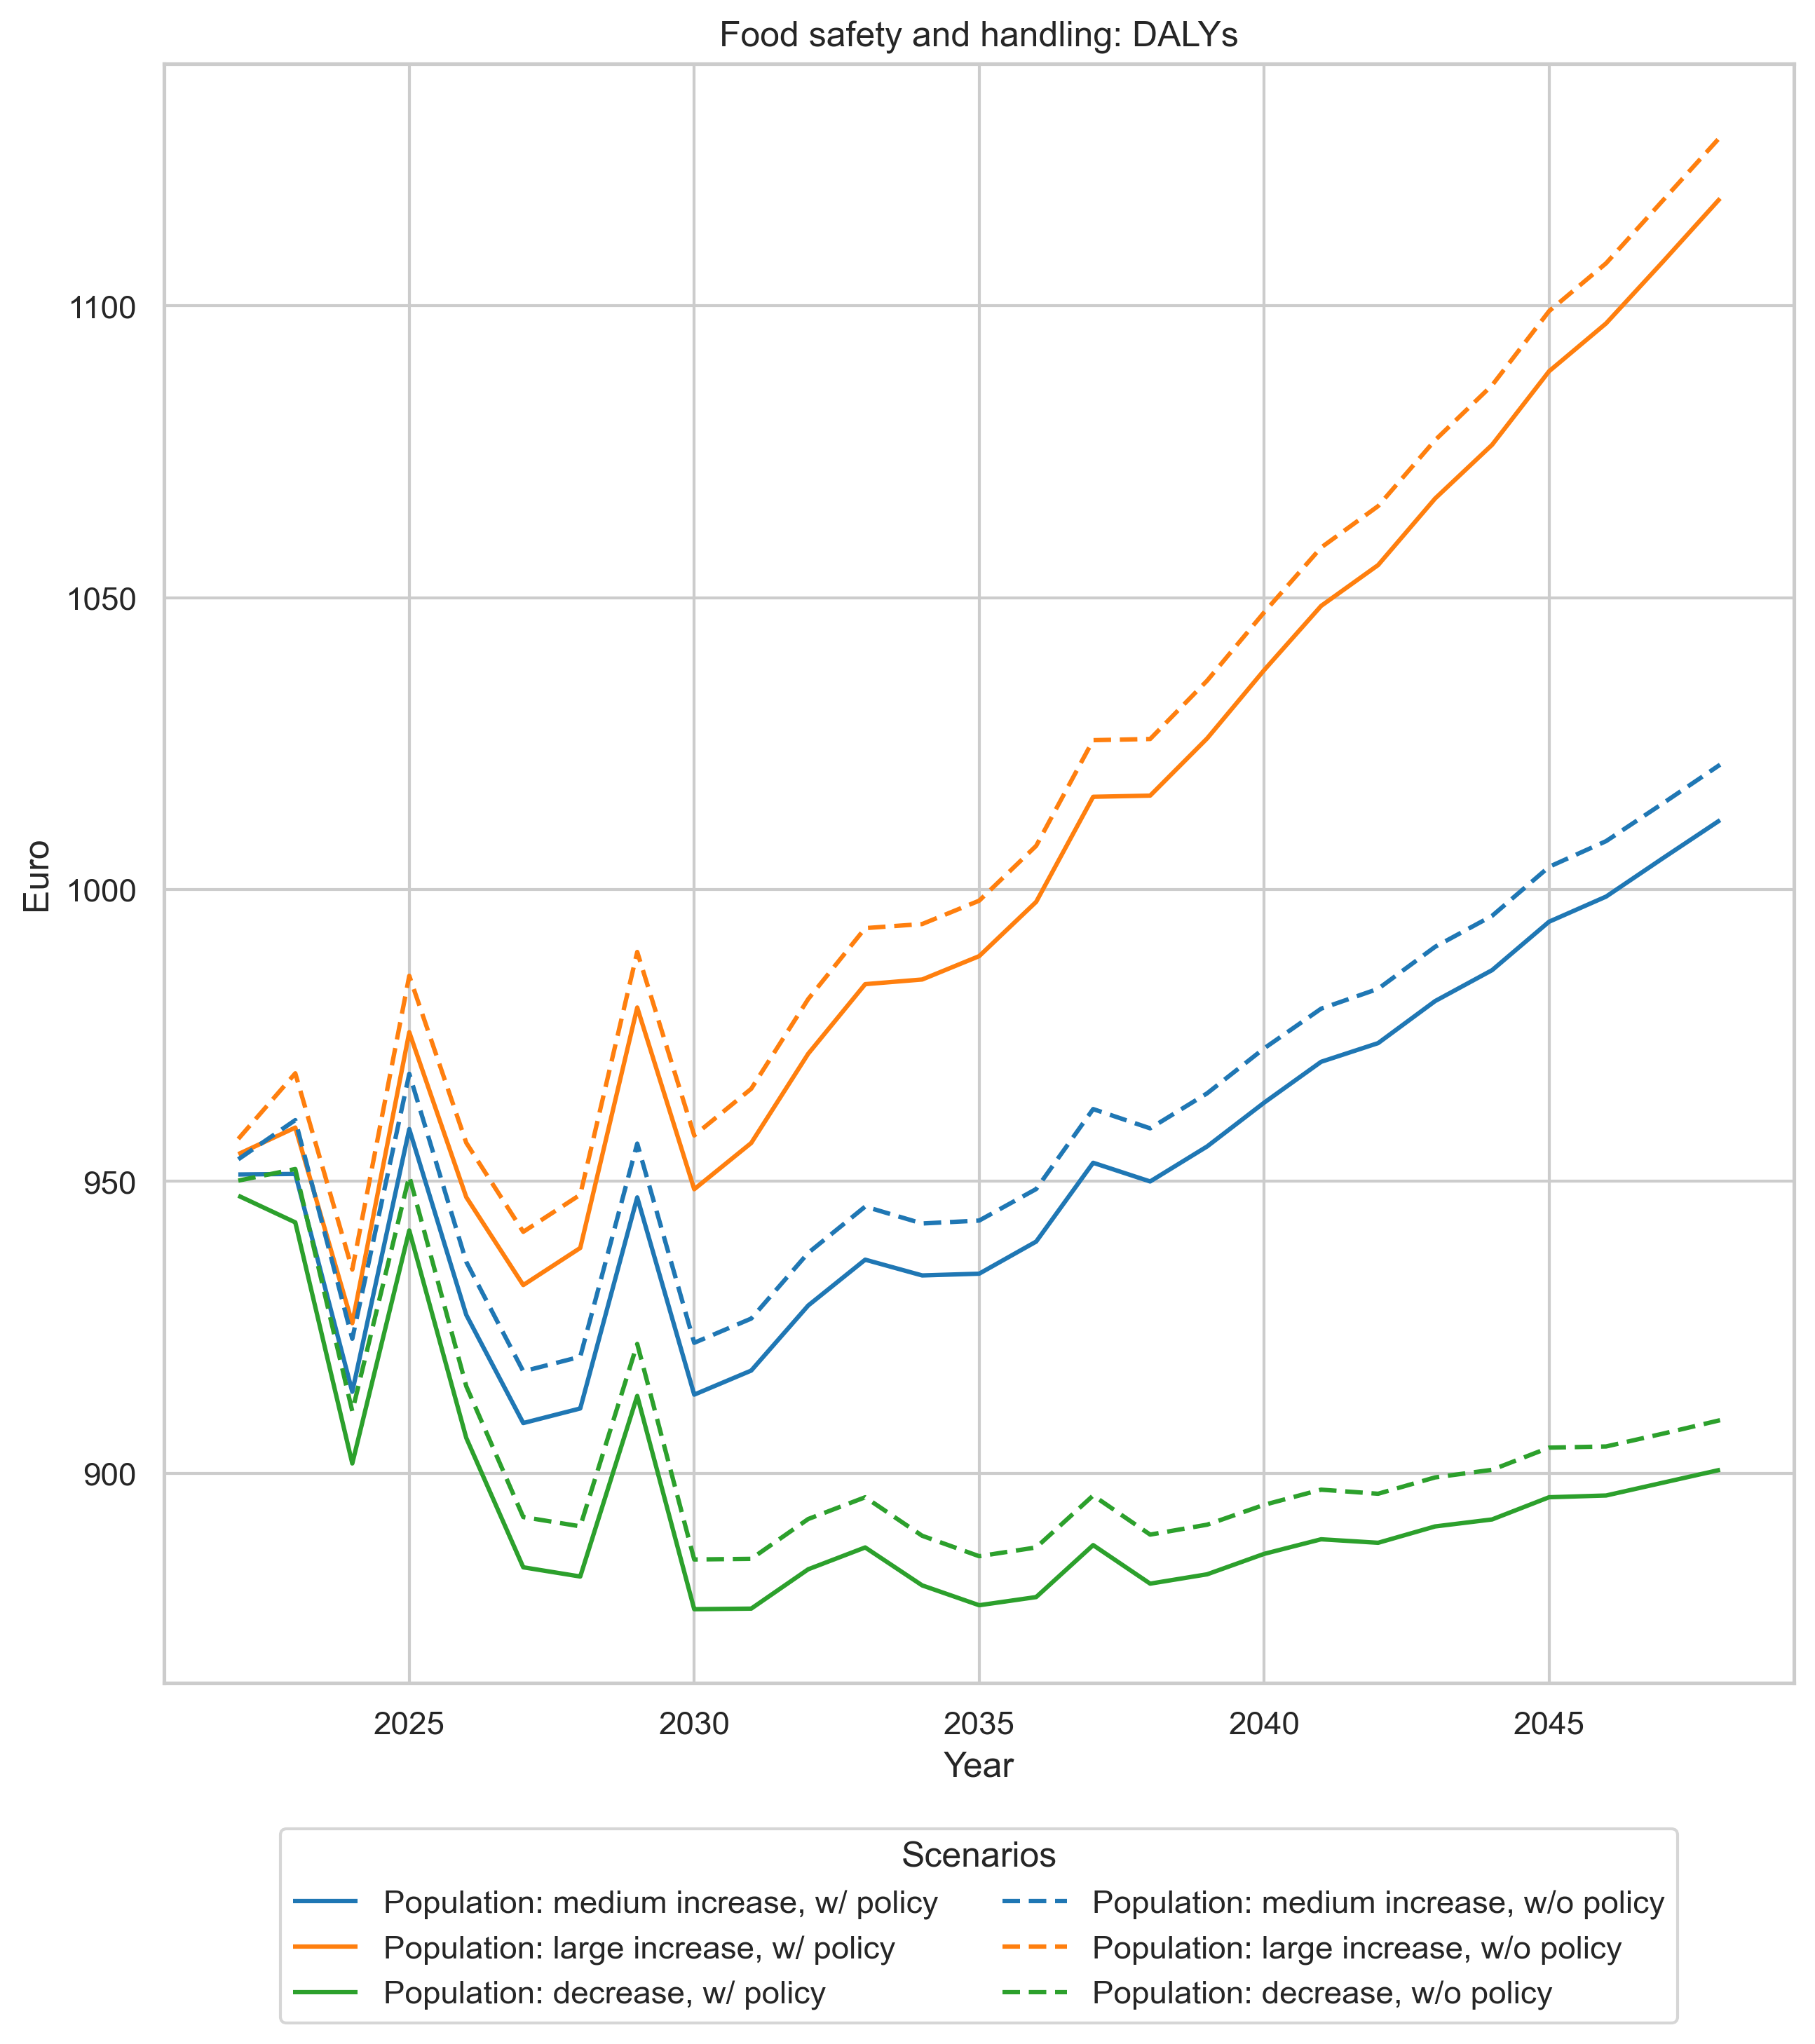 Food safety and handling: DALYs
1100
1050
1000
950
900
Euro
2025 2030 2035 2040 2045
Year
Scenarios
Population: medium increase, w/ policy
Population: large increase, w/ policy
Population: decrease, w/ policy
Population: medium increase, w/o policy
Population: large increase, w/o policy
Population: decrease, w/o policy